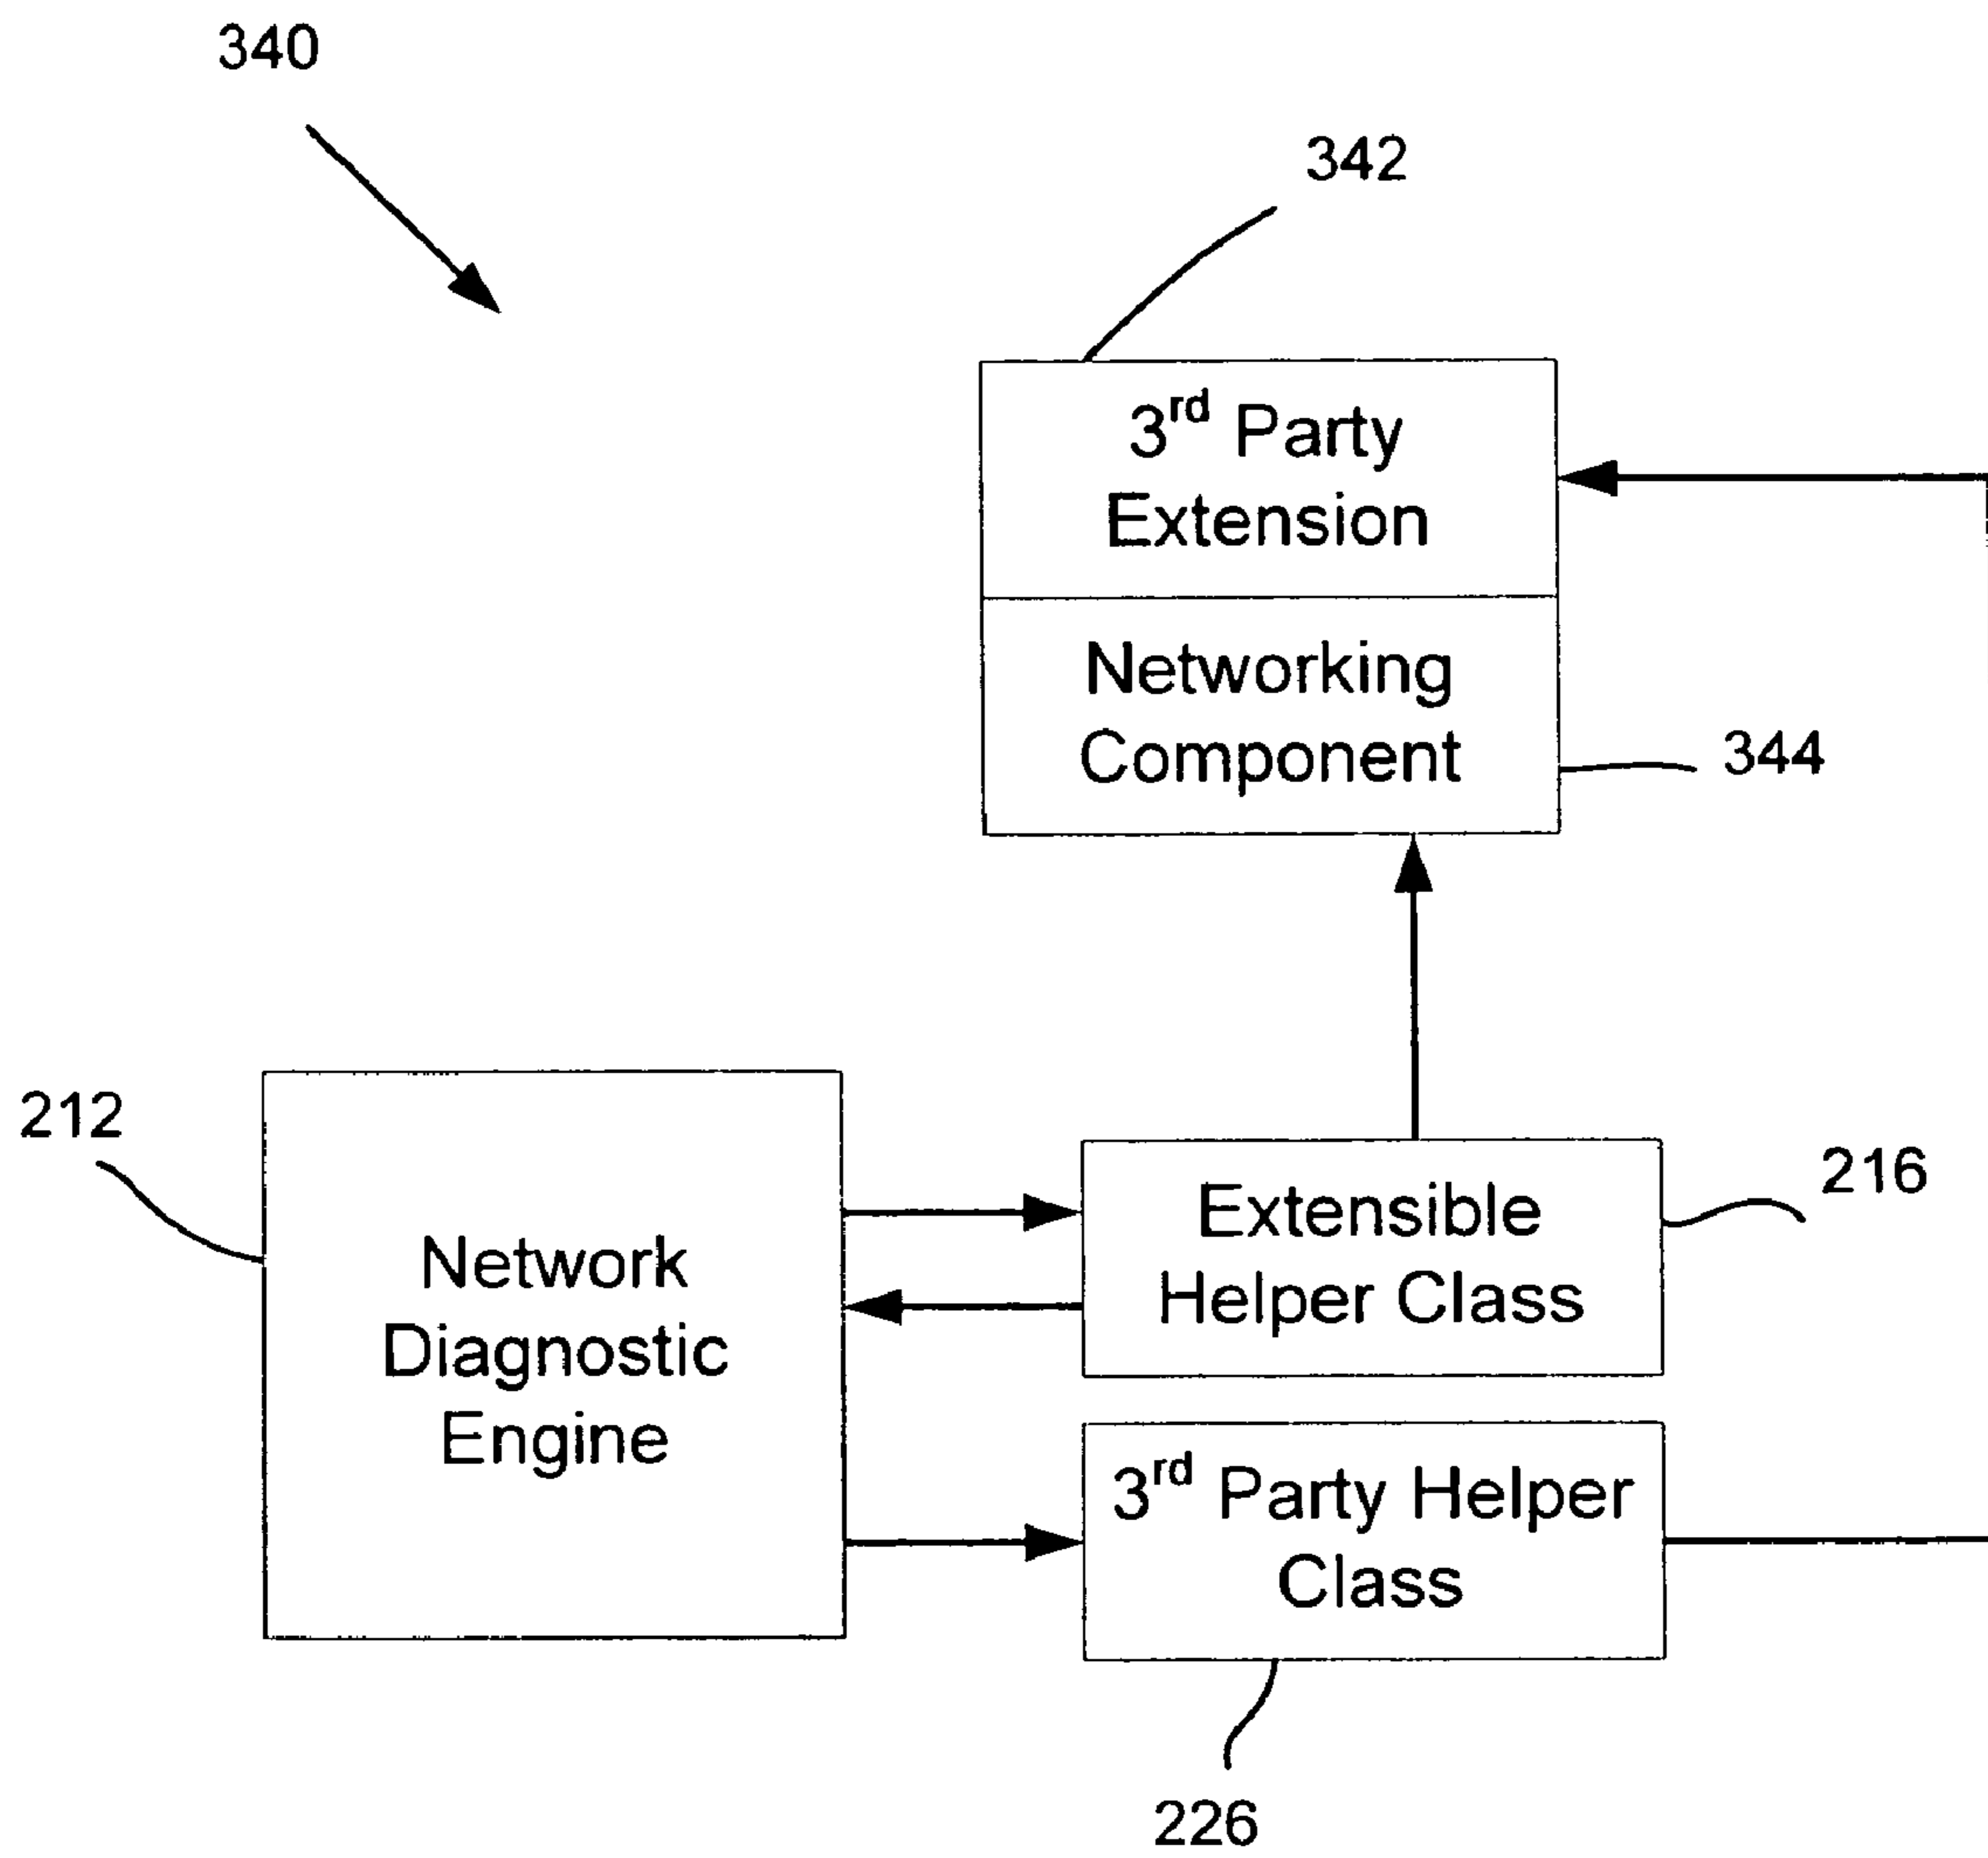 340
342
3rd Party
Extension
Networking
Component
344
212
Network
Diagnostic
Engine
Extensible
Helper Class
216
3rd Party Helper
Class
226